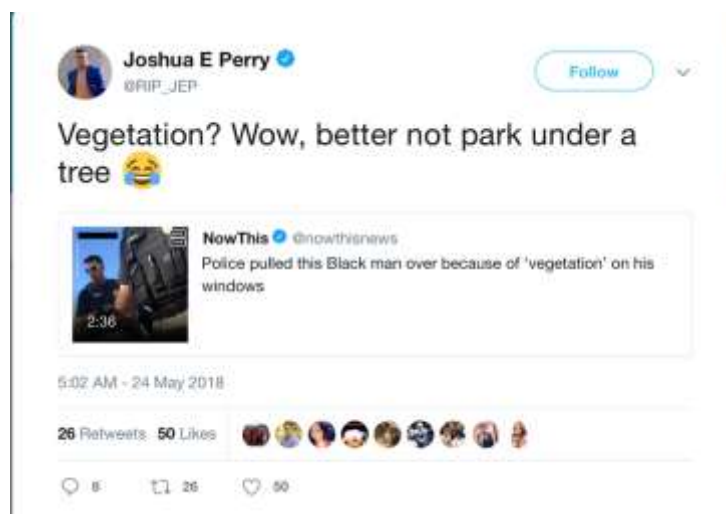 Joshua E Perry
@RIP_JEP
Follow
Vegetation? Wow, better not park under a
tree 😂
NowThis @nowthisnews
Police pulled this Black man over because of 'vegetation' on his
windows
2:36
5:02 AM - 24 May 2018
26 Retweets 50 Likes
8 26 50